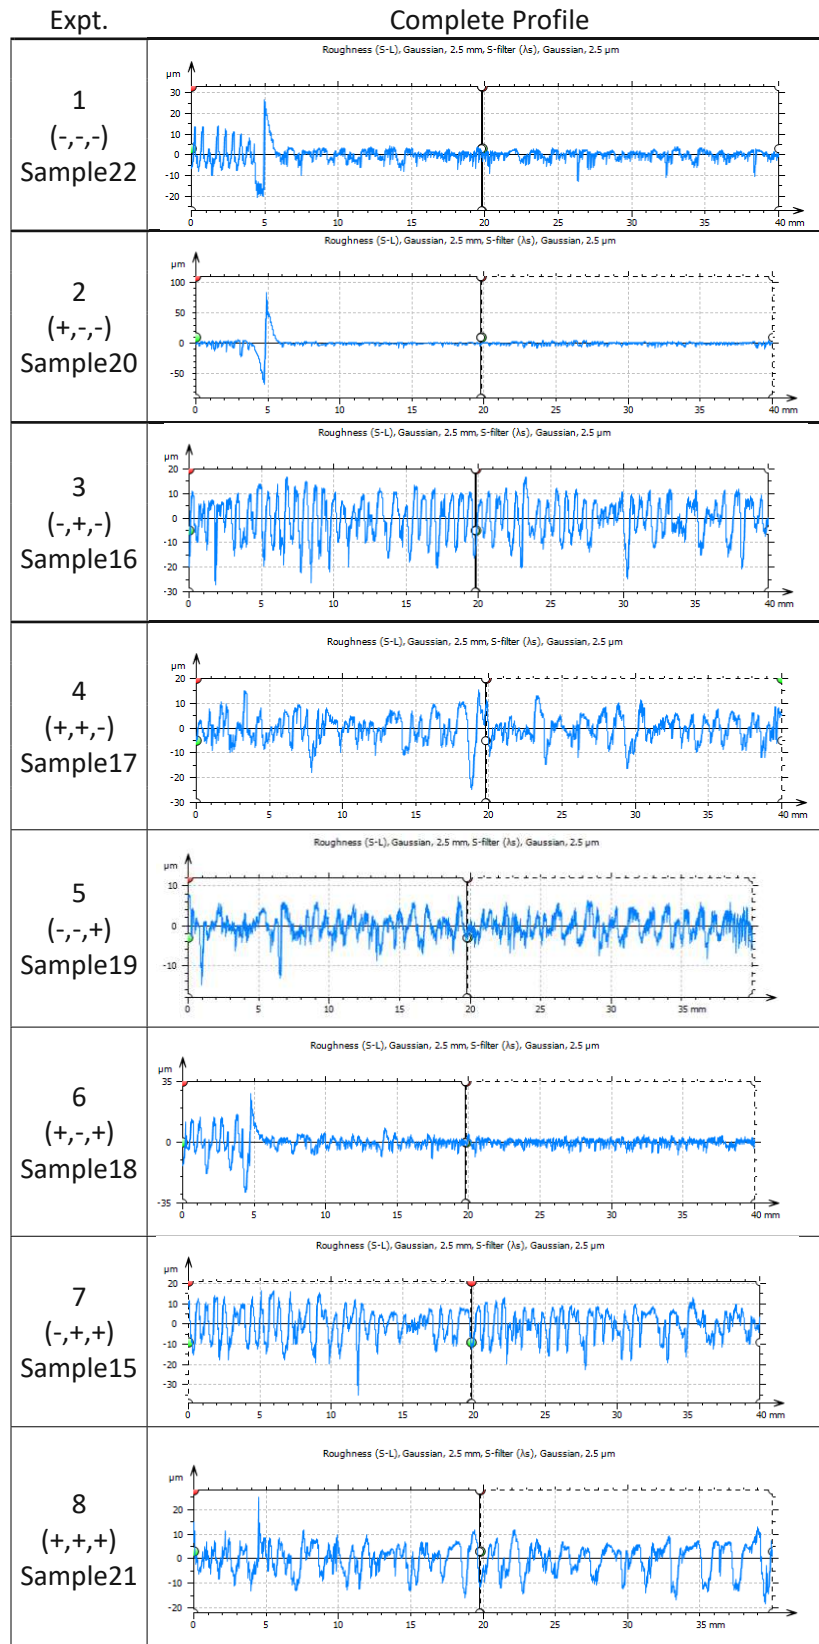 Expt. Complete Profile
1
(-,-,-)
Sample22
Roughness (S-L), Gaussian, 2.5 mm, S-filter (λs), Gaussian, 2.5 µm
µm
30
20
10
0
-10
-20
0 5 10 15 20 25 30 35 40 mm
2
(+,-,-)
Sample20
Roughness (S-L), Gaussian, 2.5 mm, S-filter (λs), Gaussian, 2.5 µm
µm
100
50
0
-50
0 5 10 15 20 25 30 35 40 mm
3
(-,+,-)
Sample16
Roughness (S-L), Gaussian, 2.5 mm, S-filter (λs), Gaussian, 2.5 µm
µm
20
10
0
-10
-20
-30
0 5 10 15 20 25 30 35 40 mm
4
(+,+,-)
Sample17
Roughness (S-L), Gaussian, 2.5 mm, S-filter (λs), Gaussian, 2.5 µm
µm
20
10
0
-10
-20
-30
0 5 10 15 20 25 30 35 40 mm
5
(-,-,+)
Sample19
Roughness (S-L), Gaussian, 2.5 mm, S-filter (λs), Gaussian, 2.5 µm
µm
10
0
-10
0 5 10 15 20 25 30 35 mm
6
(+,-,+)
Sample18
Roughness (S-L), Gaussian, 2.5 mm, S-filter (λs), Gaussian, 2.5 µm
µm
35
0
-35
0 5 10 15 20 25 30 35 40 mm
7
(-,+,+)
Sample15
Roughness (S-L), Gaussian, 2.5 mm, S-filter (λs), Gaussian, 2.5 µm
µm
20
10
0
-10
-20
-30
0 5 10 15 20 25 30 35 40 mm
8
(+,+,+)
Sample21
Roughness (S-L), Gaussian, 2.5 mm, S-filter (λs), Gaussian, 2.5 µm
µm
20
10
0
-10
-20
0 5 10 15 20 25 30 35 mm